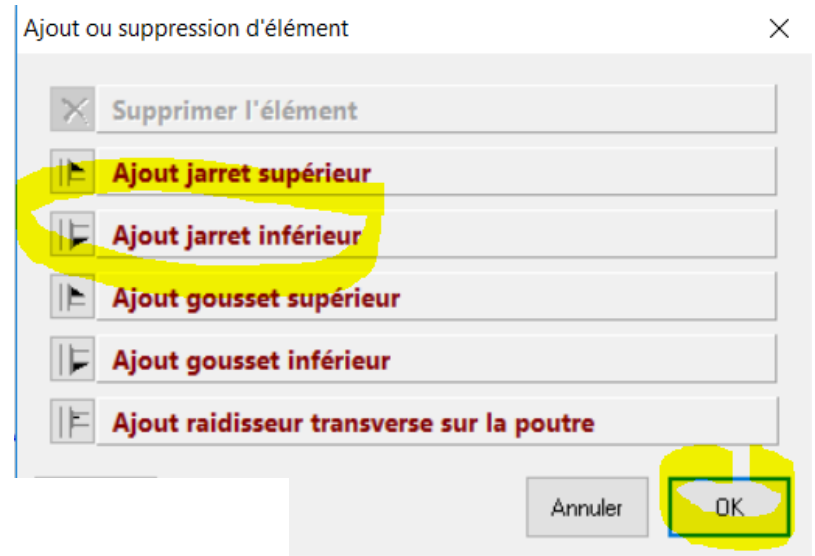 Ajout ou suppression d'élément
Supprimer l'élément
Ajout jarret supérieur
Ajout jarret inférieur
Ajout gousset supérieur
Ajout gousset inférieur
Ajout raidisseur transverse sur la poutre
Annuler OK